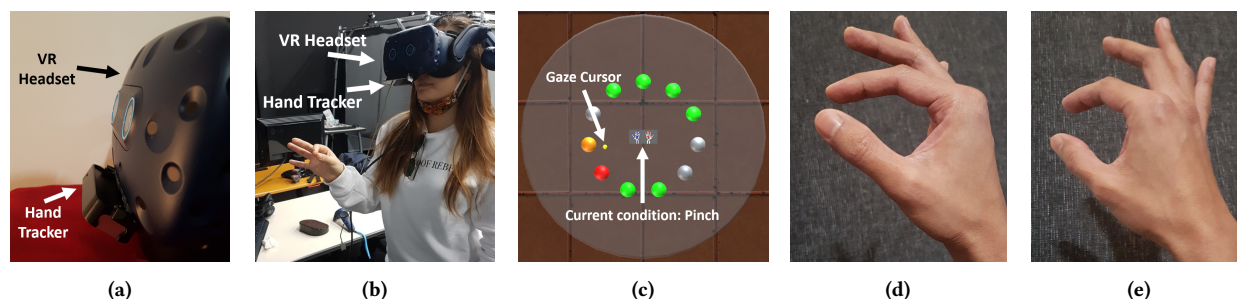 VR
Headset
Hand
Tracker
VR Headset
Hand Tracker
OF REBE
Gaze Cursor
Current condition: Pinch
(a)
(b)
(c)
(d)
(e)